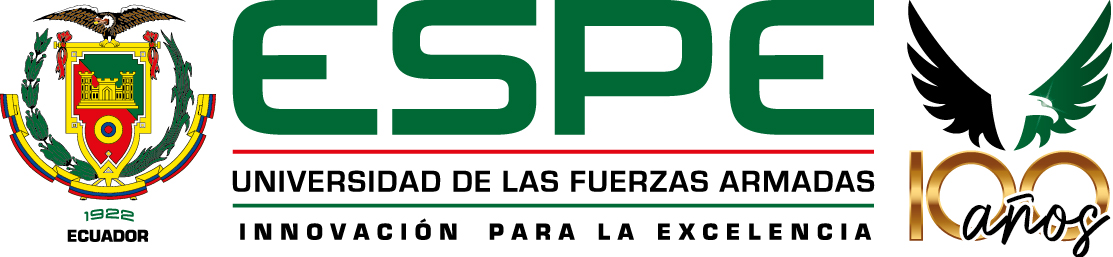 1922
ECUADOR
ESPE
UNIVERSIDAD DE LAS FUERZAS ARMADAS
INNOVACIÓN PARA LA EXCELENCIA
100
años